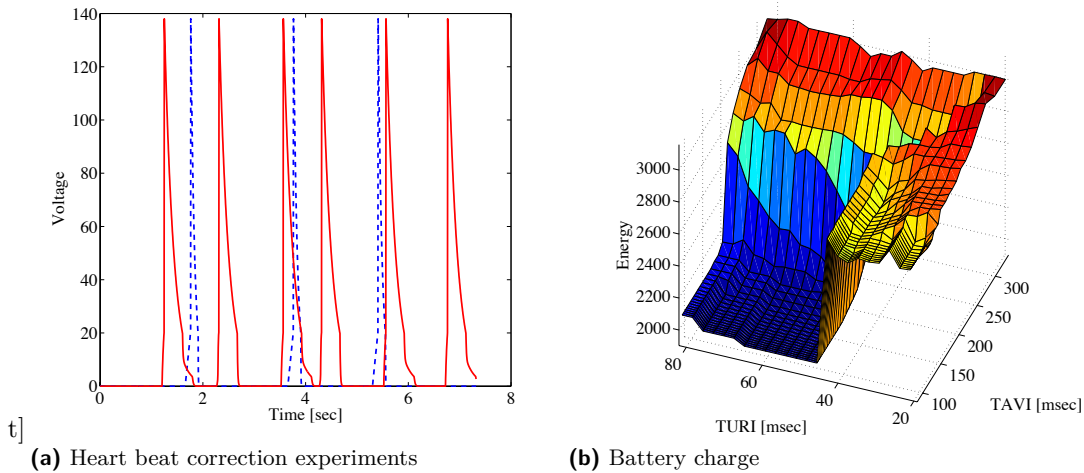 140
120
100
80
60
40
20
0
Voltage
0 2 4 6 8
Time [sec]
3000
2800
2600
2400
2200
2000
Energy
80 60 40 20
TURI [msec]
300
250
200
150
100
TAVI [msec]
t]
(a) Heart beat correction experiments
(b) Battery charge